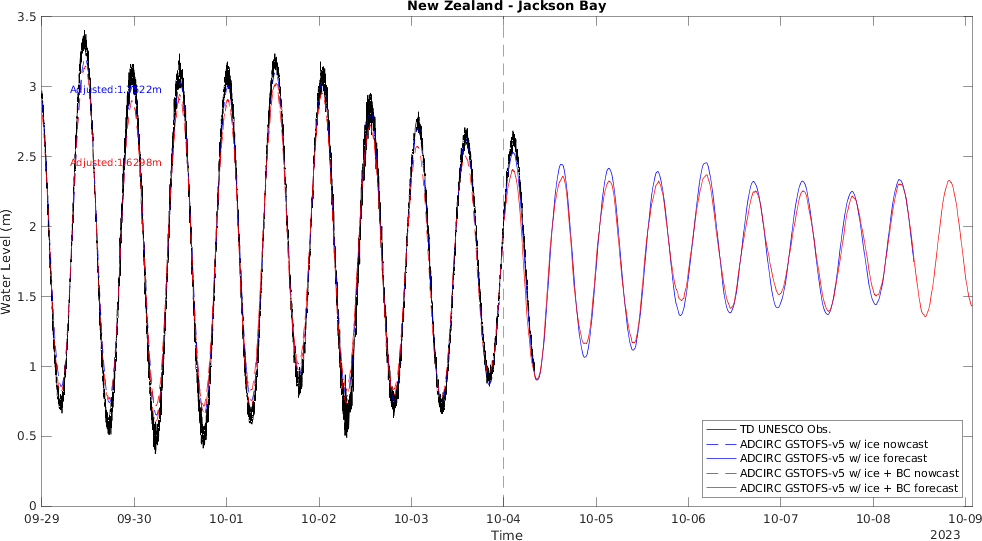 New Zealand - Jackson Bay
3.5
3
2.5
2
1.5
1
0.5
0
Water Level (m)
Adjusted:1.6298m
TD UNESCO Obs.
ADCIRC GSTOFS-v5 w/ ice nowcast
ADCIRC GSTOFS-v5 w/ ice forecast
ADCIRC GSTOFS-v5 w/ ice + BC nowcast
ADCIRC GSTOFS-v5 w/ ice + BC forecast
09-29 09-30 10-01 10-02 10-03 10-04 10-05 10-06 10-07 10-08 10-09
Time
2023